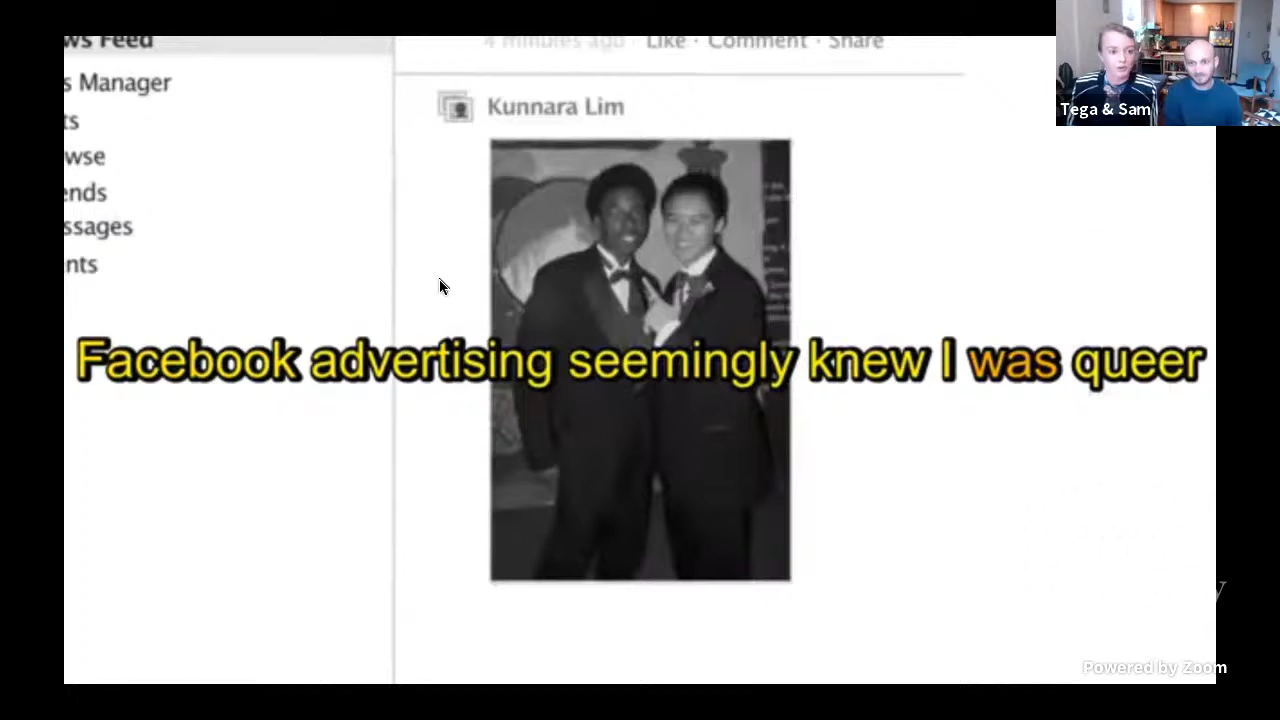 ws Feed
4 minutes ago · Like · Comment · Share
s Manager
Kunnara Lim
ts
wse
ends
ssages
nts
Tega & Sam
Facebook advertising seemingly knew I was queer
y
Powered by Zoom